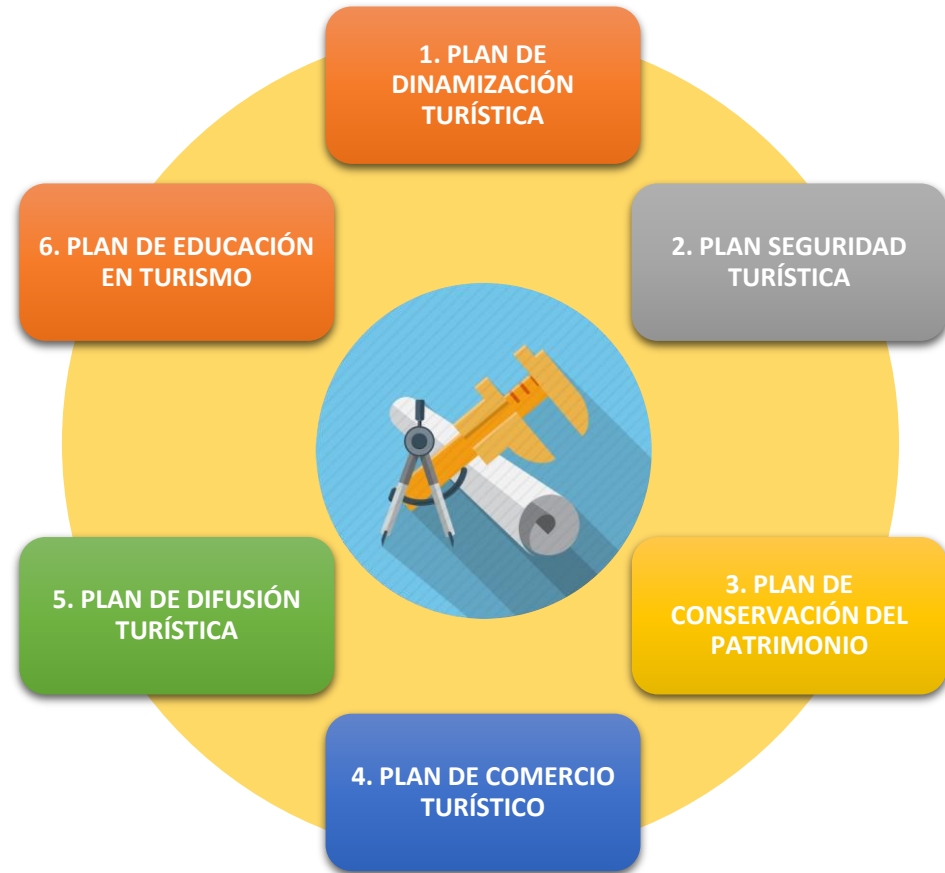 1. PLAN DE
DINAMIZACIÓN
TURÍSTICA
2. PLAN SEGURIDAD
TURÍSTICA
3. PLAN DE
CONSERVACIÓN DEL
PATRIMONIO
4. PLAN DE COMERCIO
TURÍSTICO
5. PLAN DE DIFUSIÓN
TURÍSTICA
6. PLAN DE EDUCACIÓN
EN TURISMO